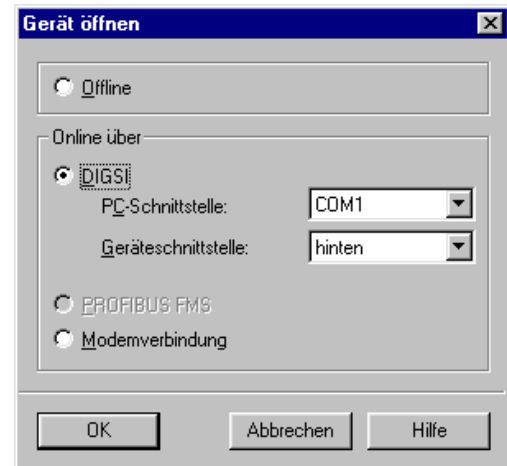 Gerät öffnen
Offline
Online über
DIGSI
PC-Schnittstelle: COM1
Geräteschnittstelle: hinten
PROFIBUS FMS
Modemverbindung
OK Abbrechen Hilfe